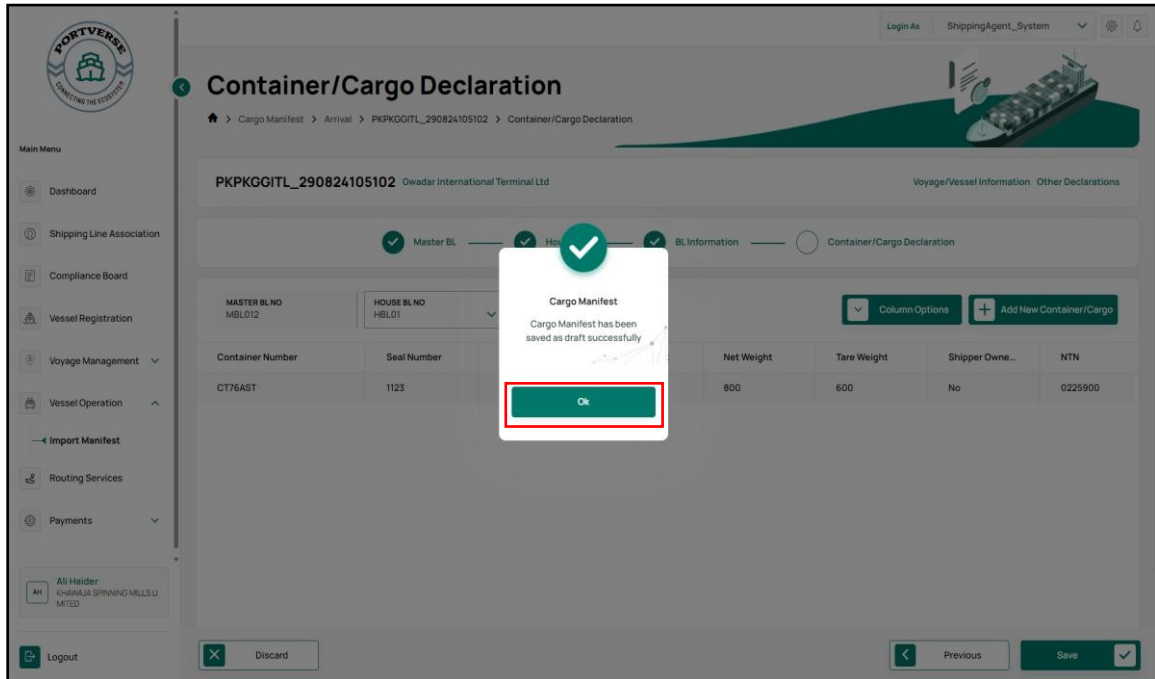 PORTVERSE
CONNECTING THE ECOSYSTEM
Login As ShippingAgent_System
Container/Cargo Declaration
> Cargo Manifest > Arrival > PKPKGGITL_290824105102 > Container/Cargo Declaration
Main Menu
Dashboard
Shipping Line Association
Compliance Board
Vessel Registration
Voyage Management
Vessel Operation
Import Manifest
Routing Services
Payments
AH
Ali Haider
KHAWAJA SPINNING MILLS LI
MITED
Logout
PKPKGGITL_290824105102 Gwadar International Terminal Ltd
Voyage/Vessel Information Other Declarations
Master BL
BL Information
Container/Cargo Declaration
MASTER BL NO
MBL012
HOUSE BL NO
HBL01
Column Options
Add New Container/Cargo
Container Number Seal Number Net Weight Tare Weight Shipper Owne... NTN
CT76AST 1123 800 600 No 0225900
Cargo Manifest
Cargo Manifest has been
saved as draft successfully
Ok
Discard
Previous
Save